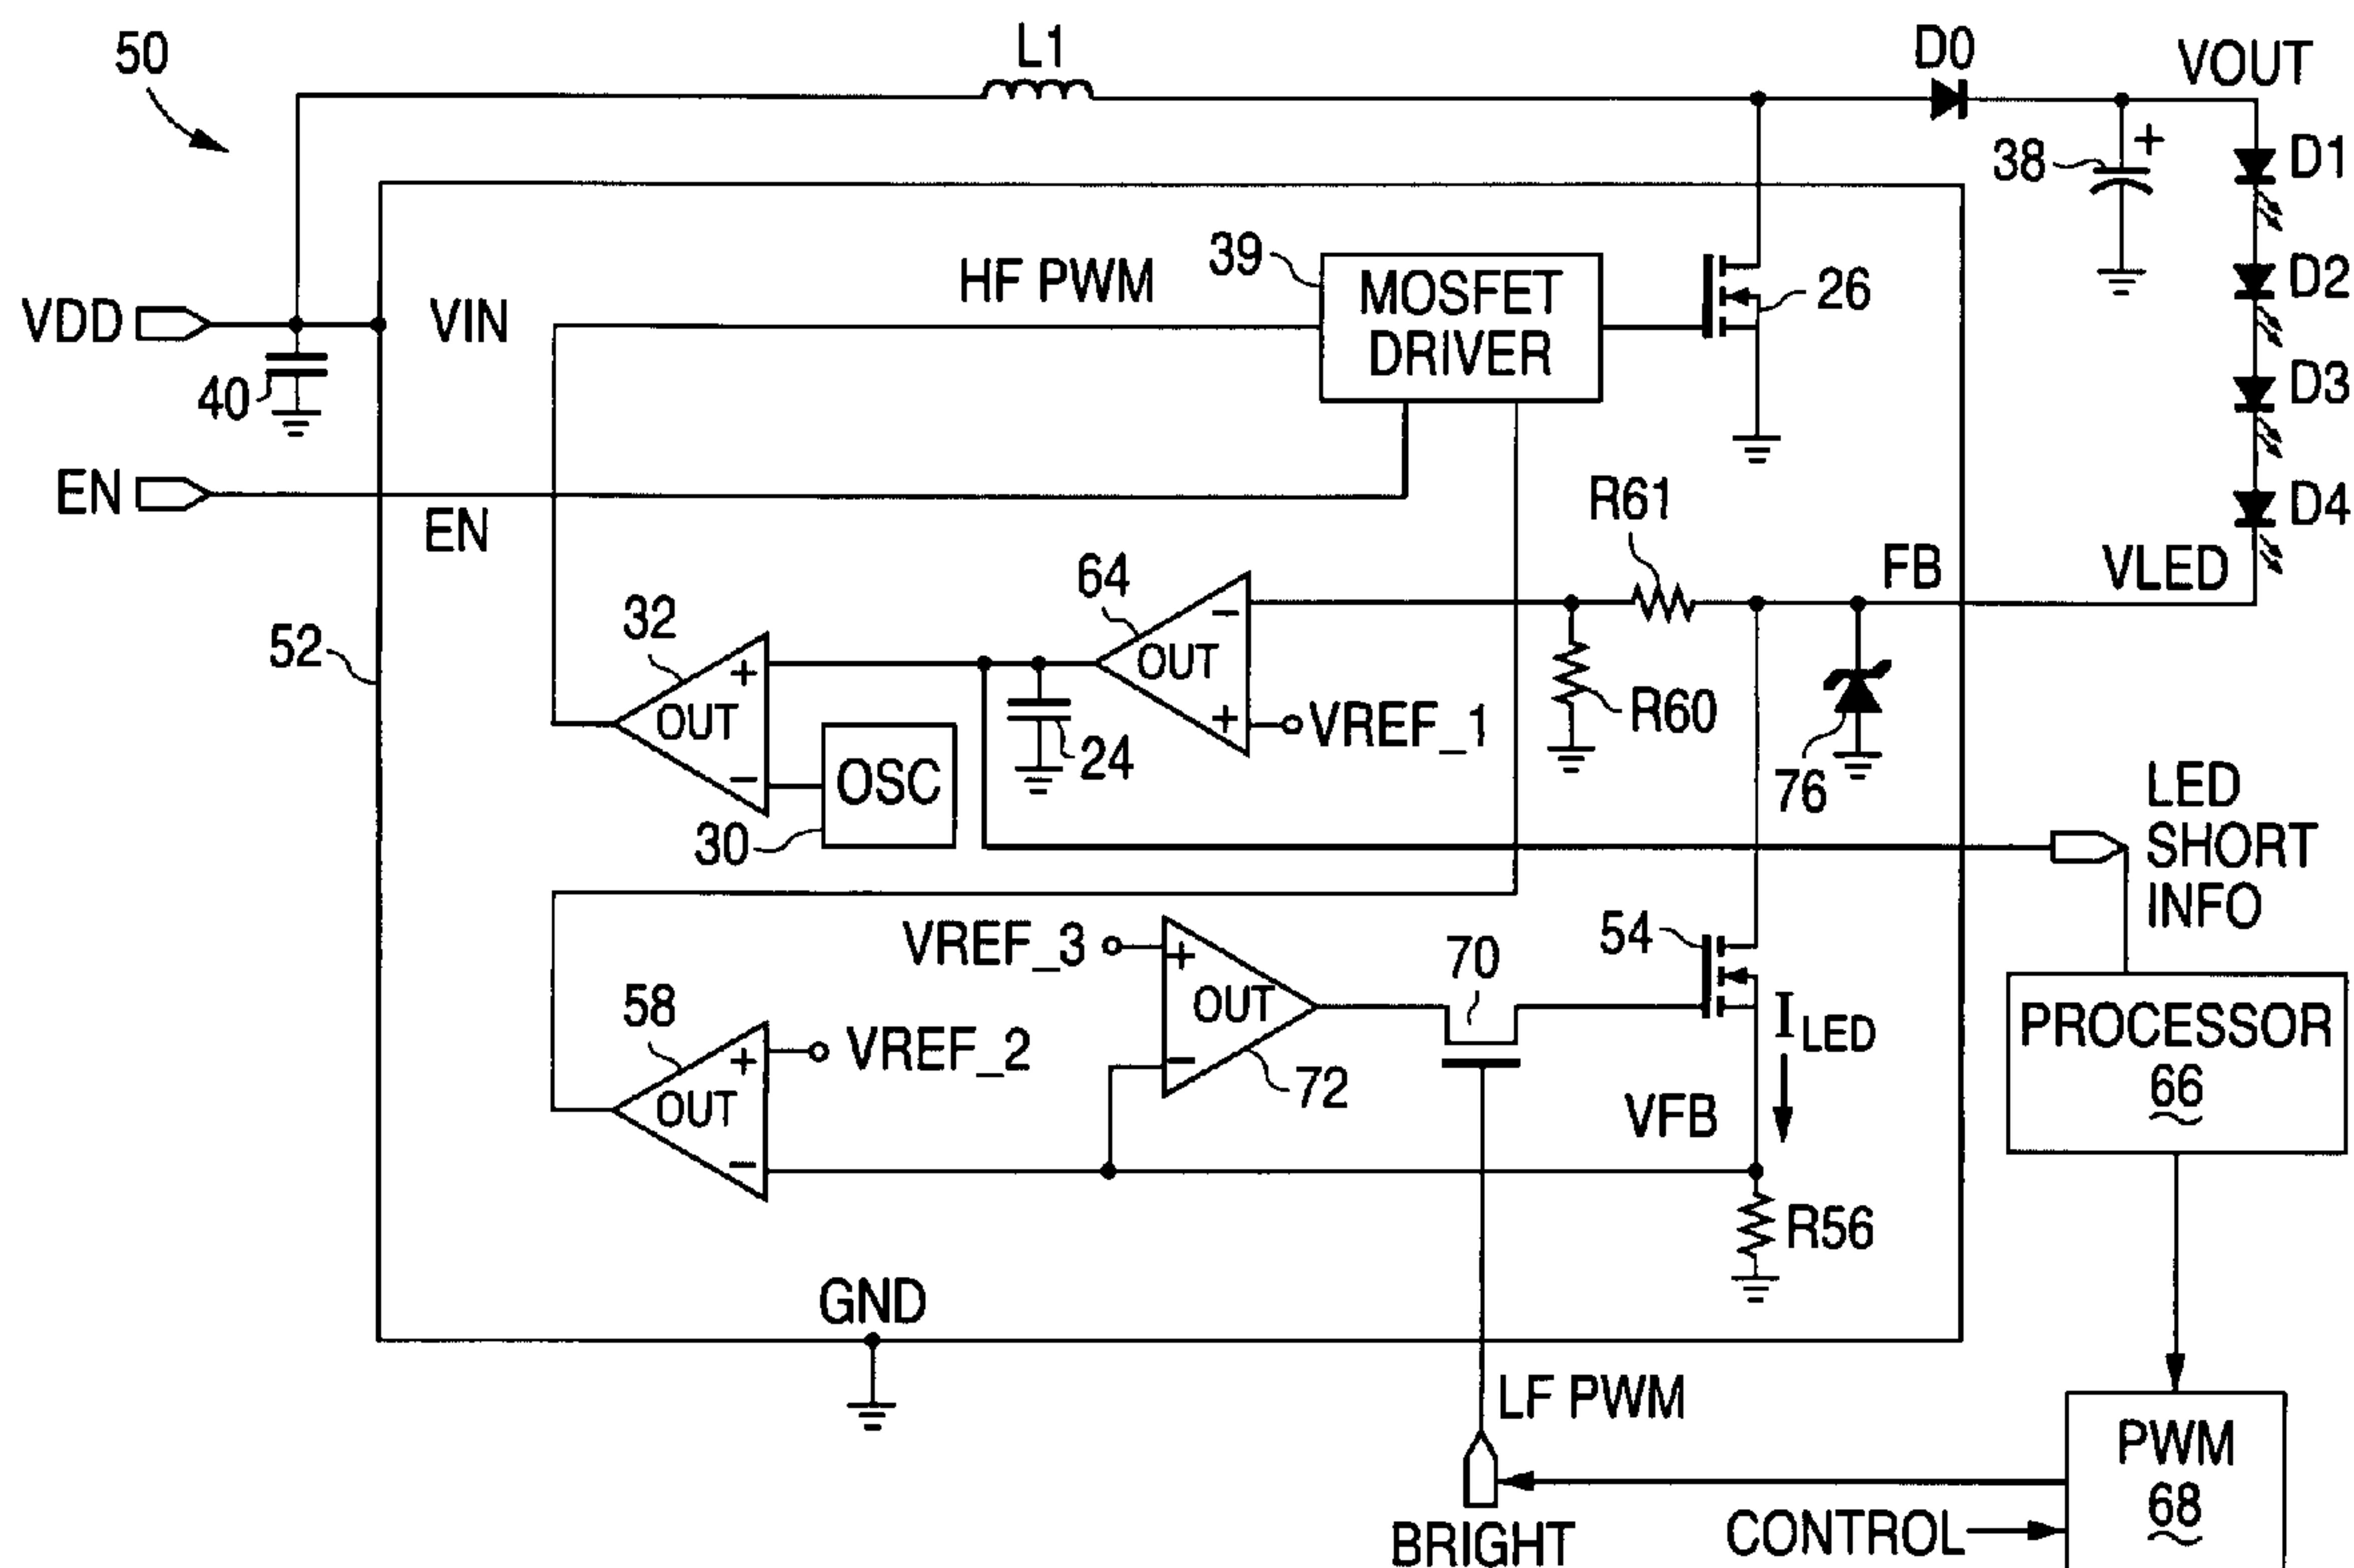 50
L1
D0
VOUT
38
+
D1
39
HF PWM
MOSFET
DRIVER
26
D2
VDD
VIN
40
D3
EN
EN
R61
D4
64
FB
VLED
32
−
+
OUT
OUT
52
+
R60
VREF_1
24
−
OSC
76
30
LED
SHORT
INFO
VREF_3
+
54
70
OUT
58
+
VREF_2
I LED
PROCESSOR
66
−
72
OUT
VFB
−
R56
GND
LF PWM
PWM
68
BRIGHT
CONTROL